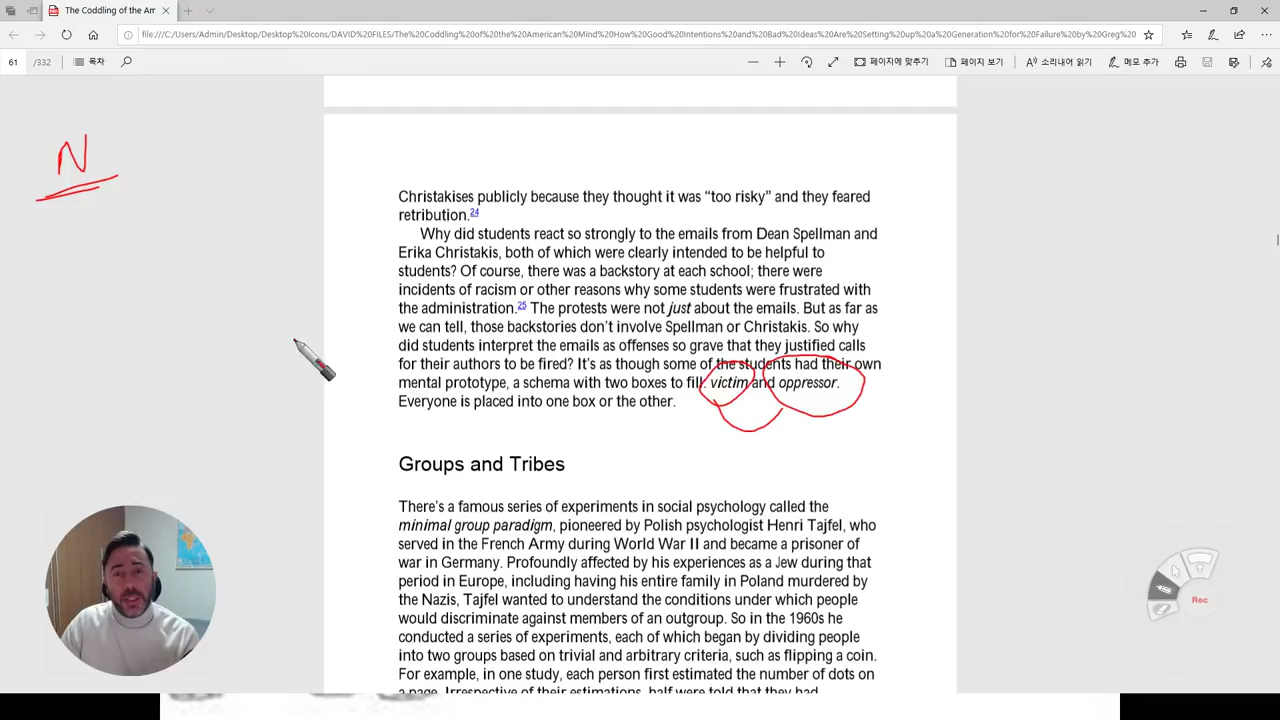 The Coddling of the Am
file:///C:/Users/Admin/Desktop/Desktop%20Icons/DAVID%20FILES/The%20Coddling%20of%20the%20American%20Mind%20How%20Good%20Intentions%20and%20Bad%20Ideas%20Are%20Setting%20up%20a%20Generation%20for%20Failure%20by%20Greg%20
61 /332 목차 페이지에 맞추기 페이지 보기 소리내어 읽기 메모 추가
N
Christakises publicly because they thought it was “too risky” and they feared
retribution.24
Why did students react so strongly to the emails from Dean Spellman and
Erika Christakis, both of which were clearly intended to be helpful to
students? Of course, there was a backstory at each school; there were
incidents of racism or other reasons why some students were frustrated with
the administration.25 The protests were not just about the emails. But as far as
we can tell, those backstories don’t involve Spellman or Christakis. So why
did students interpret the emails as offenses so grave that they justified calls
for their authors to be fired? It’s as though some of the students had their own
mental prototype, a schema with two boxes to fill: victim and oppressor.
Everyone is placed into one box or the other.
Groups and Tribes
There’s a famous series of experiments in social psychology called the
minimal group paradigm, pioneered by Polish psychologist Henri Tajfel, who
served in the French Army during World War II and became a prisoner of
war in Germany. Profoundly affected by his experiences as a Jew during that
period in Europe, including having his entire family in Poland murdered by
the Nazis, Tajfel wanted to understand the conditions under which people
would discriminate against members of an outgroup. So in the 1960s he
conducted a series of experiments, each of which began by dividing people
into two groups based on trivial and arbitrary criteria, such as flipping a coin.
For example, in one study, each person first estimated the number of dots on
a page. Irrespective of their estimations, half were told that they had
Rec